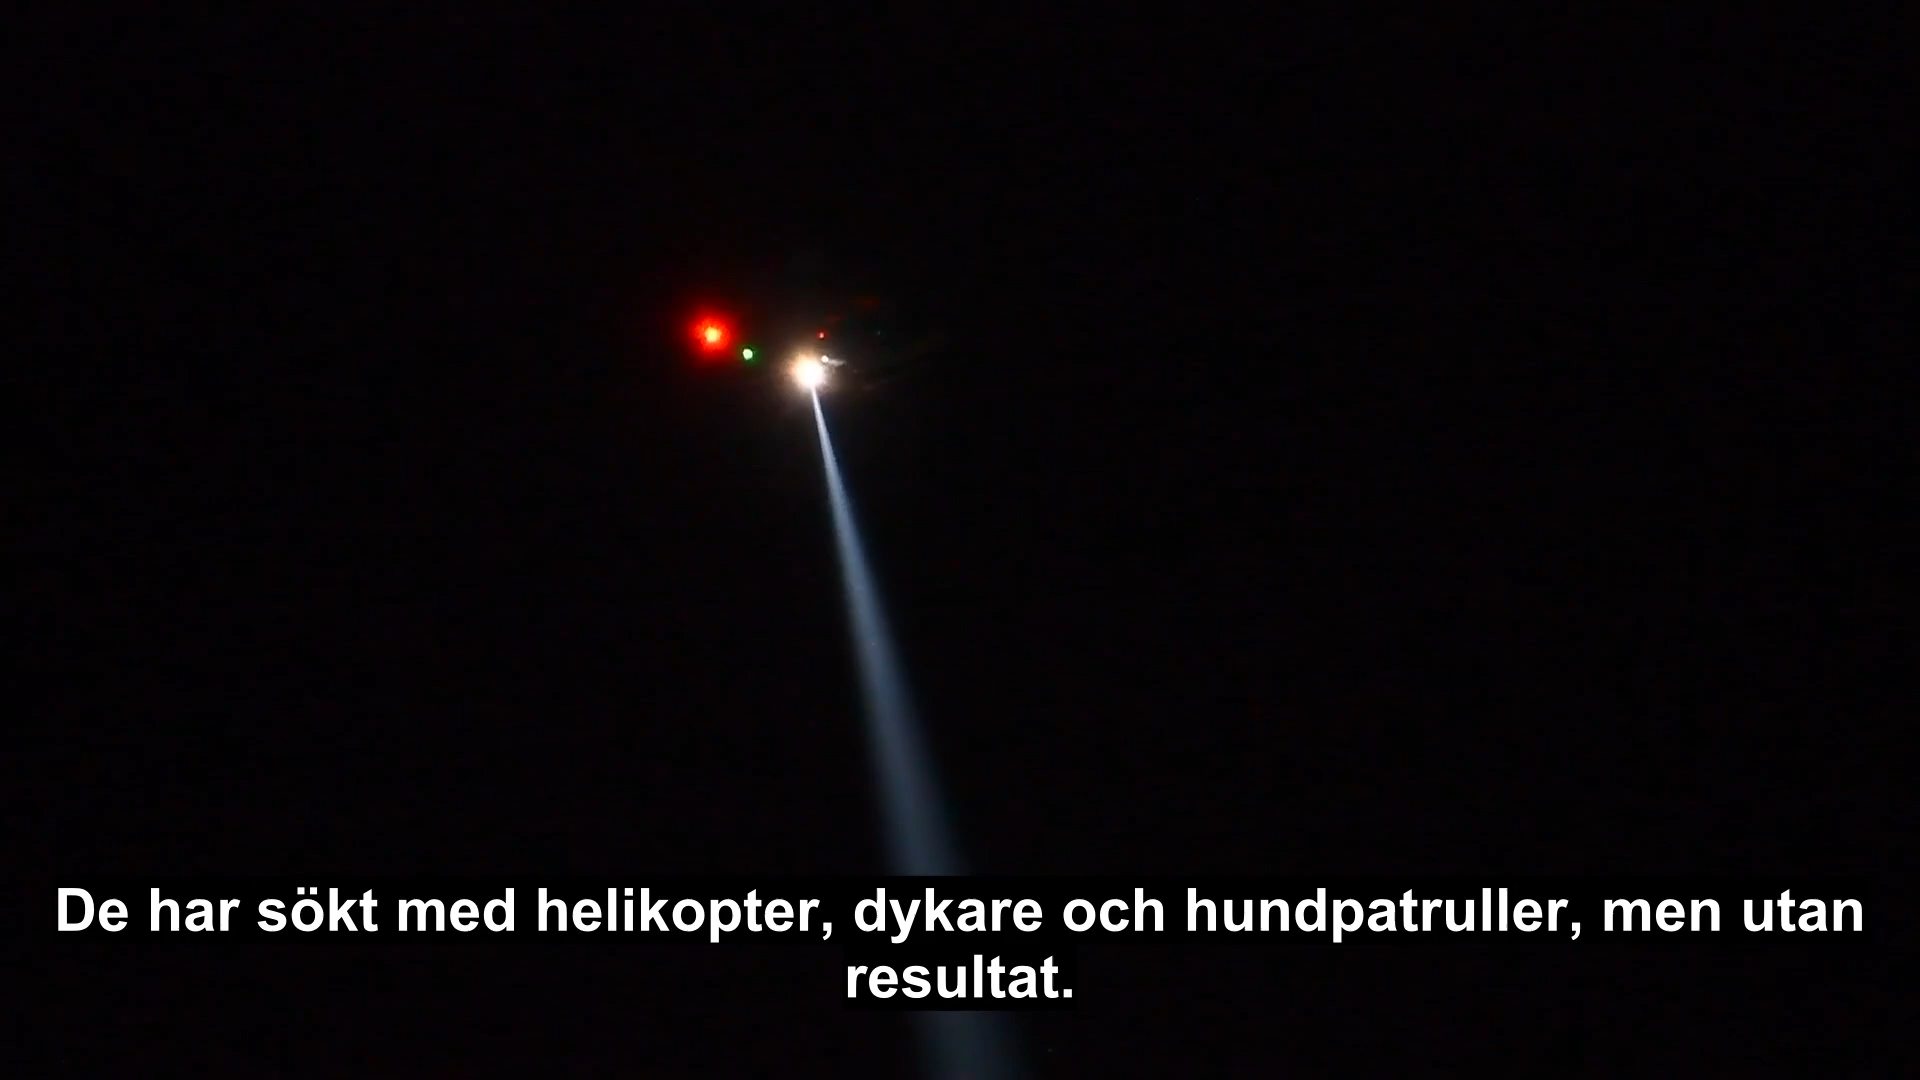 De har sökt med helikopter, dykare och hundpatruller, men utan
resultat.